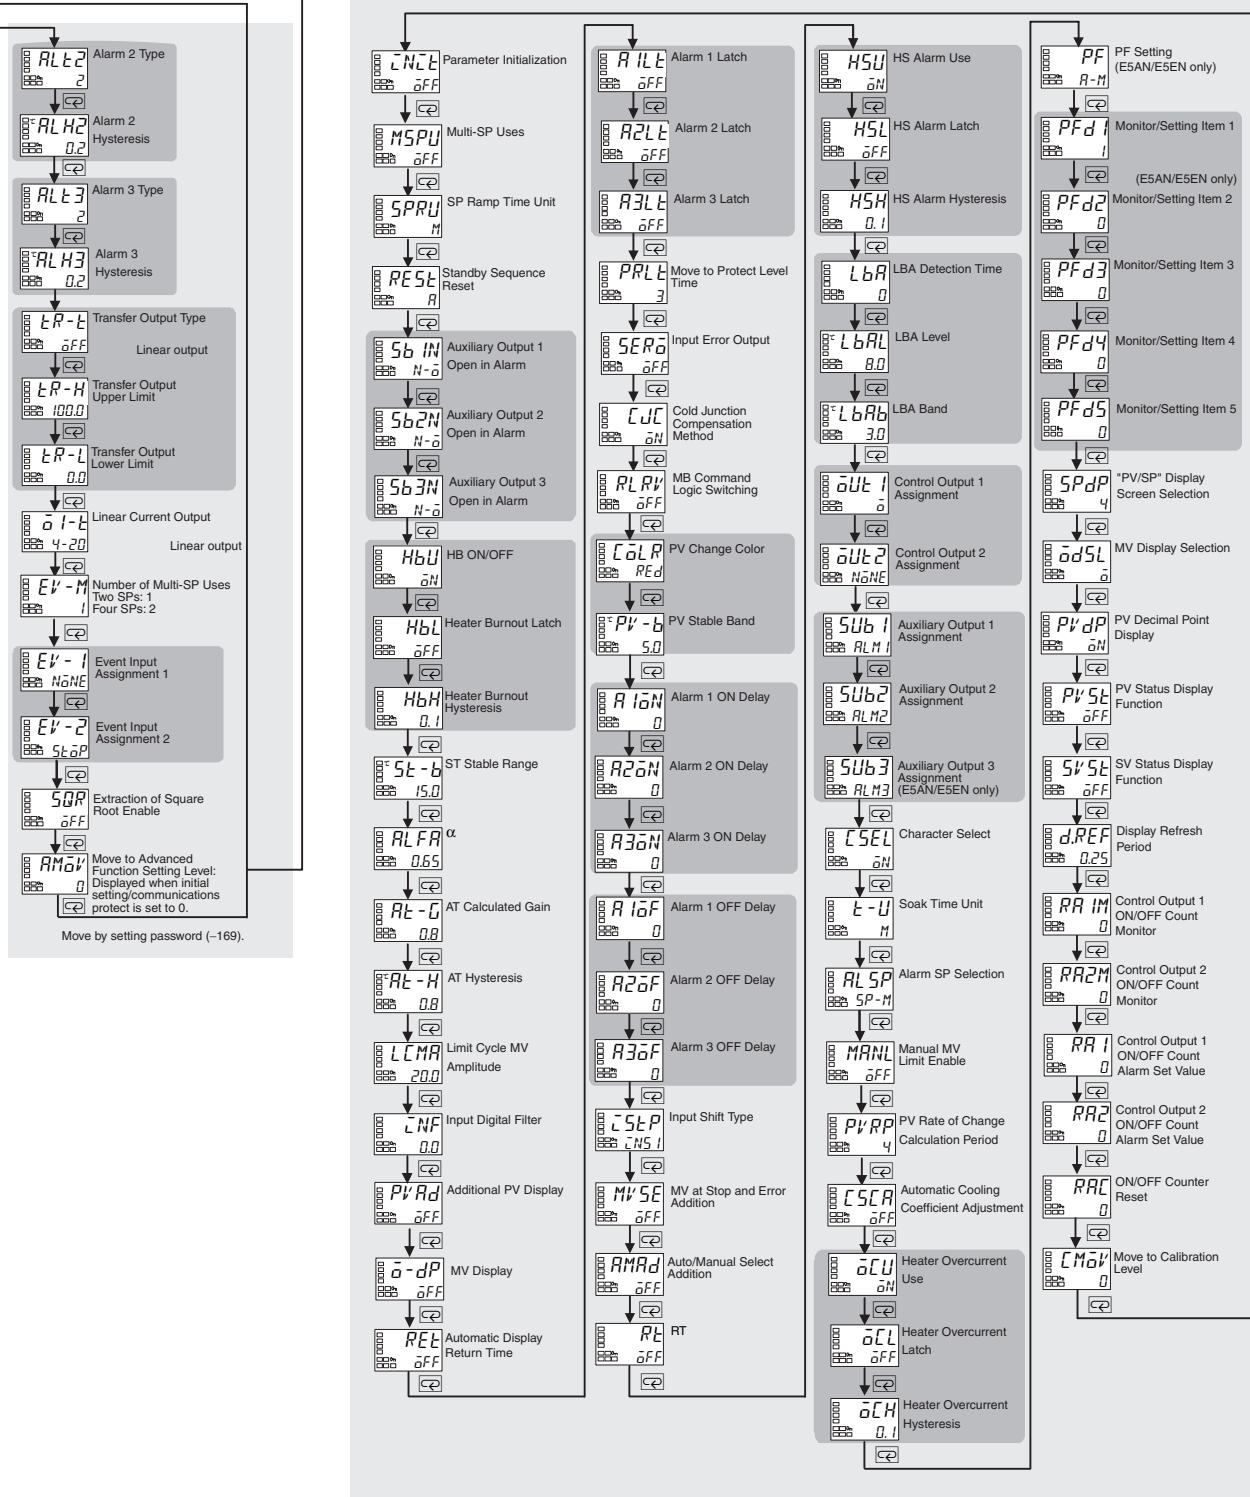 ALt2
2
Alarm 2 Type
ALH2
0.2
Alarm 2
Hysteresis
ALt3
2
Alarm 3 Type
ALH3
0.2
Alarm 3
Hysteresis
tR-t
oFF
Transfer Output Type
Linear output
tR-H
100.0
Transfer Output
Upper Limit
tR-L
0.0
Transfer Output
Lower Limit
o1-t
4-20
Linear Current Output
Linear output
EV-M
1
Number of Multi-SP Uses
Two SPs: 1
Four SPs: 2
EV-1
NoNE
Event Input
Assignment 1
EV-2
StoP
Event Input
Assignment 2
SQR
oFF
Extraction of Square
Root Enable
AMoV
0
Move to Advanced
Function Setting Level:
Displayed when initial
setting/communications
protect is set to 0.
Move by setting password (−169).
iNit
oFF
Parameter Initialization
MSPU
oFF
Multi-SP Uses
SPRU
M
SP Ramp Time Unit
RESt
A
Standby Sequence
Reset
Sb1N
N-o
Auxiliary Output 1
Open in Alarm
Sb2N
N-o
Auxiliary Output 2
Open in Alarm
Sb3N
N-o
Auxiliary Output 3
Open in Alarm
HbU
oN
HB ON/OFF
HbL
oFF
Heater Burnout Latch
HbH
0.1
Heater Burnout
Hysteresis
St-b
15.0
ST Stable Range
ALFA
0.65
α
At-G
0.8
AT Calculated Gain
At-H
0.8
AT Hysteresis
LCMA
20.0
Limit Cycle MV
Amplitude
iNF
0.0
Input Digital Filter
PVAd
oFF
Additional PV Display
o-dP
oFF
MV Display
REt
oFF
Automatic Display
Return Time
A1Lt
oFF
Alarm 1 Latch
A2Lt
oFF
Alarm 2 Latch
A3Lt
oFF
Alarm 3 Latch
PRLt
3
Move to Protect Level
Time
SERo
oFF
Input Error Output
CJC
oN
Cold Junction
Compensation
Method
RLRV
oFF
MB Command
Logic Switching
CoLR
REd
PV Change Color
PV-b
5.0
PV Stable Band
A1oN
0
Alarm 1 ON Delay
A2oN
0
Alarm 2 ON Delay
A3oN
0
Alarm 3 ON Delay
A1oF
0
Alarm 1 OFF Delay
A2oF
0
Alarm 2 OFF Delay
A3oF
0
Alarm 3 OFF Delay
iStP
iNS1
Input Shift Type
MVSE
oFF
MV at Stop and Error
Addition
AMAd
oFF
Auto/Manual Select
Addition
Rt
oFF
RT
HSU
oN
HS Alarm Use
HSL
oFF
HS Alarm Latch
HSH
0.1
HS Alarm Hysteresis
LbA
0
LBA Detection Time
LbAL
8.0
LBA Level
LbAb
3.0
LBA Band
oUt1
o
Control Output 1
Assignment
oUt2
NoNE
Control Output 2
Assignment
SUb1
ALM1
Auxiliary Output 1
Assignment
SUb2
ALM2
Auxiliary Output 2
Assignment
SUb3
ALM3
Auxiliary Output 3
Assignment
(E5AN/E5EN only)
CSEL
oN
Character Select
t-U
M
Soak Time Unit
ALSP
SP-M
Alarm SP Selection
MANL
oFF
Manual MV
Limit Enable
PVRP
4
PV Rate of Change
Calculation Period
CSCA
oFF
Automatic Cooling
Coefficient Adjustment
oCU
oN
Heater Overcurrent
Use
oCL
oFF
Heater Overcurrent
Latch
oCH
0.1
Heater Overcurrent
Hysteresis
PF
A-M
PF Setting
(E5AN/E5EN only)
PFd1
1
Monitor/Setting Item 1
(E5AN/E5EN only)
PFd2
0
Monitor/Setting Item 2
PFd3
0
Monitor/Setting Item 3
PFd4
0
Monitor/Setting Item 4
PFd5
0
Monitor/Setting Item 5
SPdP
4
"PV/SP" Display
Screen Selection
odSL
o
MV Display Selection
PVdP
oN
PV Decimal Point
Display
PVSt
oFF
PV Status Display
Function
SVSt
oFF
SV Status Display
Function
d.REF
0.25
Display Refresh
Period
RA1M
0
Control Output 1
ON/OFF Count
Monitor
RA2M
0
Control Output 2
ON/OFF Count
Monitor
RA1
0
Control Output 1
ON/OFF Count
Alarm Set Value
RA2
0
Control Output 2
ON/OFF Count
Alarm Set Value
RAC
0
ON/OFF Counter
Reset
CMoV
0
Move to Calibration
Level